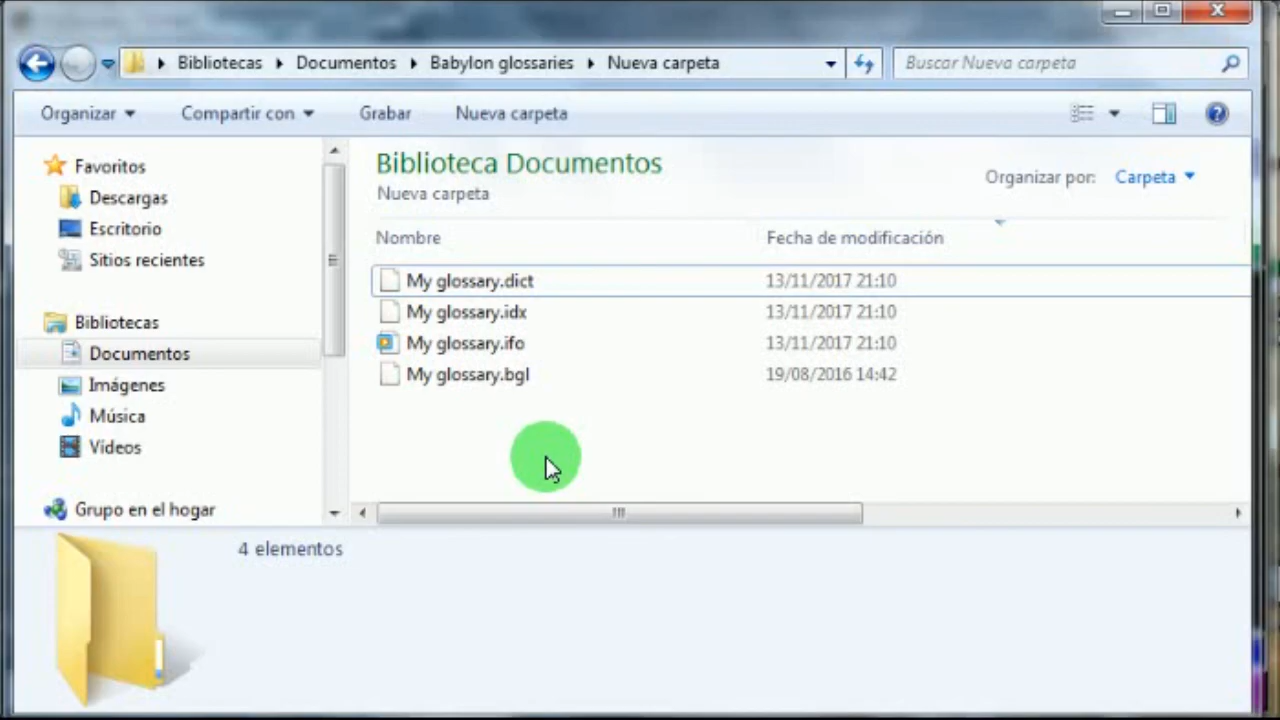 Bibliotecas Documentos Babylon glossaries Nueva carpeta Buscar Nueva carpeta
Organizar Compartir con Grabar Nueva carpeta
Favoritos
Descargas
Escritorio
Sitios recientes
Bibliotecas
Documentos
Imágenes
Música
Vídeos
Grupo en el hogar
Biblioteca Documentos
Nueva carpeta
Organizar por: Carpeta
Nombre Fecha de modificación
My glossary.dict 13/11/2017 21:10
My glossary.idx 13/11/2017 21:10
My glossary.ifo 13/11/2017 21:10
My glossary.bgl 19/08/2016 14:42
4 elementos